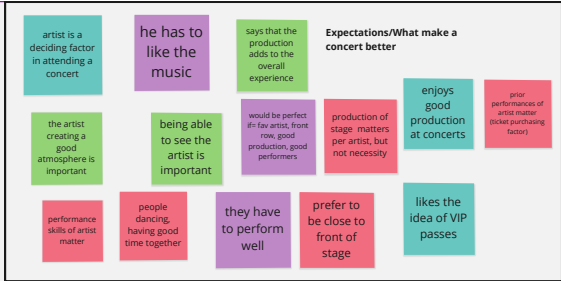 artist is a
deciding factor
in attending a
concert
he has to
like the
music
says that the
production
adds to the
overall
experience
Expectations/What make a
concert better
the artist
creating a
good
atmosphere is
important
being able
to see the
artist is
important
would be perfect
if= fav artist, front
row, good
production, good
performers
production of
stage matters
per artist, but
not necessity
enjoys
good
production
at concerts
prior
performances of
artist matter
(ticket purchasing
factor)
performance
skills of artist
matter
people
dancing,
having good
time together
they have
to perform
well
prefer to
be close to
front of
stage
likes the
idea of VIP
passes